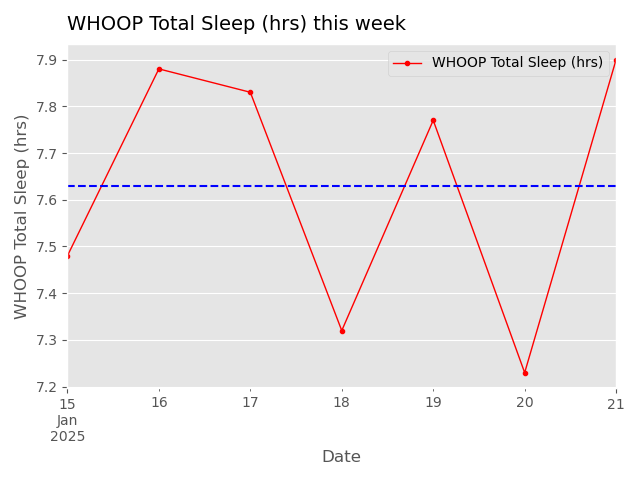 WHOOP Total Sleep (hrs) this week
WHOOP Total Sleep (hrs)
WHOOP Total Sleep (hrs)
7.9
7.8
7.7
7.6
7.5
7.4
7.3
7.2
15 16 17 18 19 20 21
Jan
2025
Date